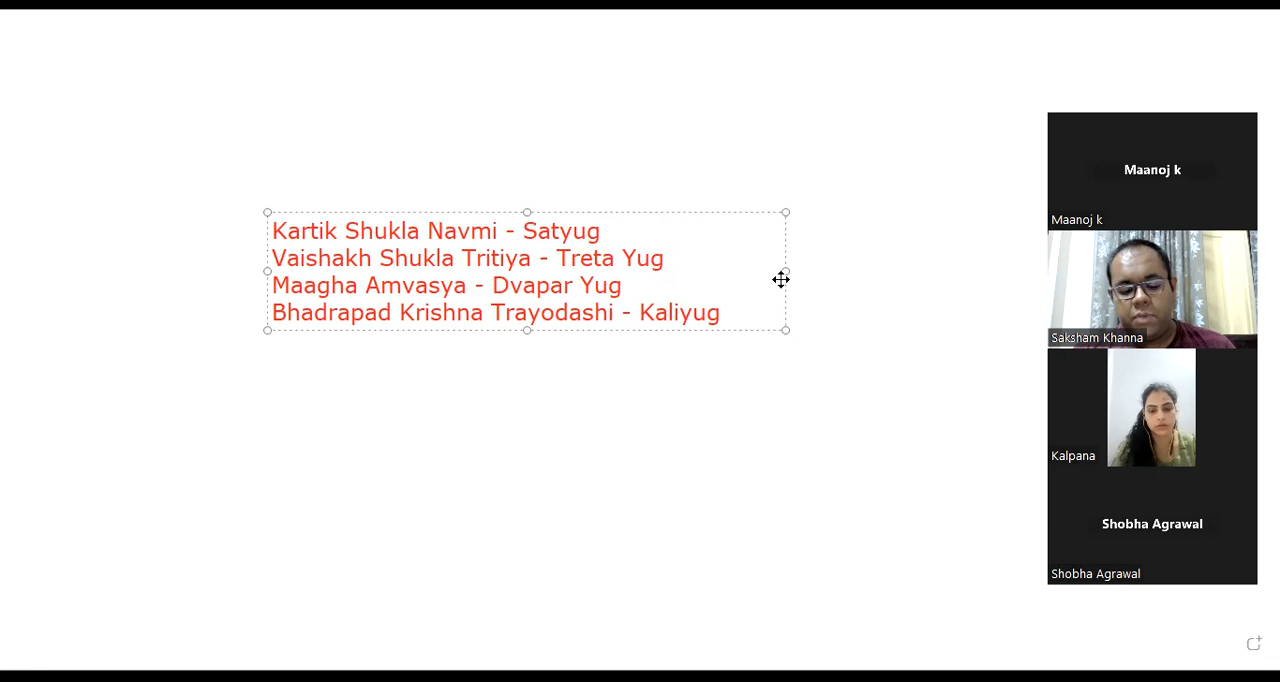 Kartik Shukla Navmi - Satyug
Vaishakh Shukla Tritiya - Treta Yug
Maagha Amvasya - Dvapar Yug
Bhadrapad Krishna Trayodashi - Kaliyug
Maanoj k
Maanoj k
Saksham Khanna
Kalpana
Shobha Agrawal
Shobha Agrawal